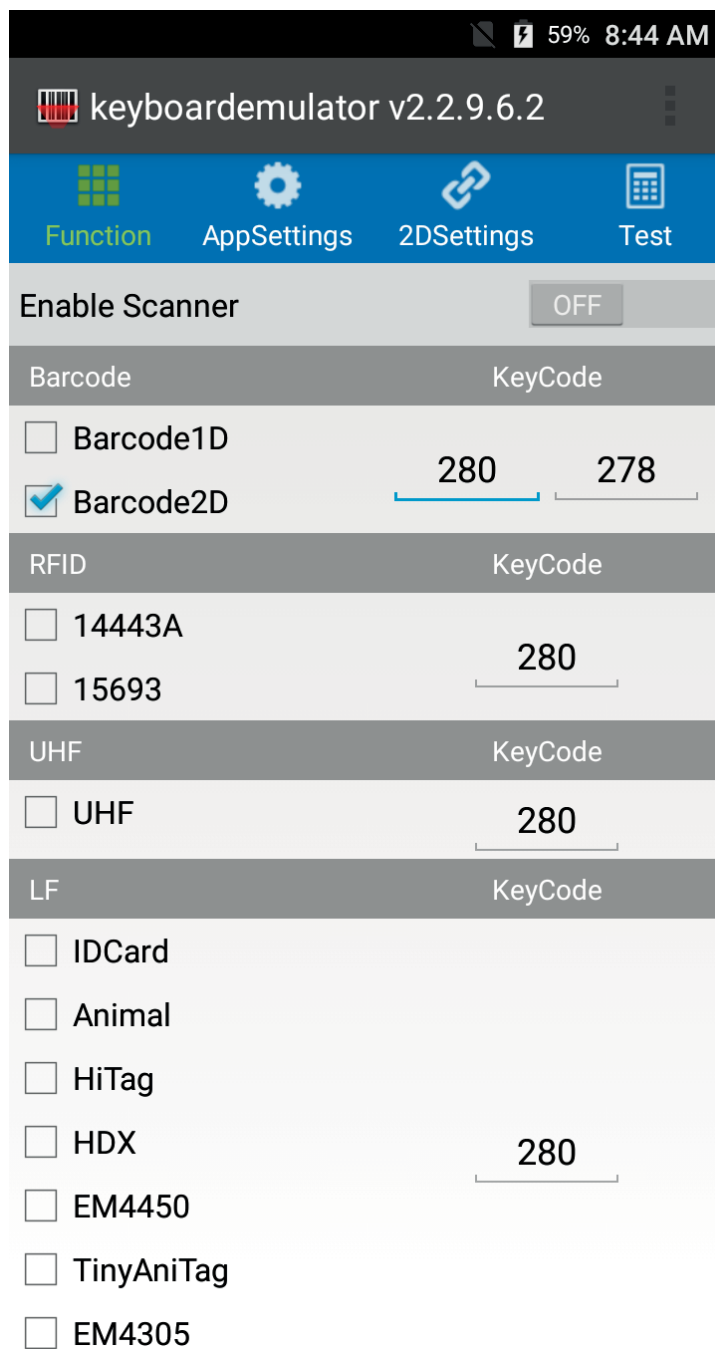 59% 8:44 AM
keyboardemulator v2.2.9.6.2
Function AppSettings 2DSettings Test
Enable Scanner OFF
Barcode KeyCode
Barcode1D
280 278
Barcode2D
RFID KeyCode
14443A
280
15693
UHF KeyCode
UHF 280
LF KeyCode
IDCard
Animal
HiTag
HDX 280
EM4450
TinyAniTag
EM4305